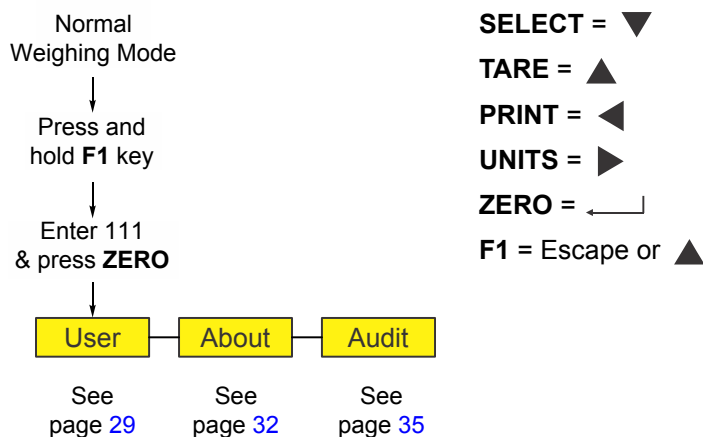 Normal
Weighing Mode
Press and
hold F1 key
Enter 111
& press ZERO
User
About
Audit
See
page 29
See
page 32
See
page 35
SELECT = ▼
TARE = ▲
PRINT = ◀
UNITS = ▶
ZERO = ↵
F1 = Escape or ▲